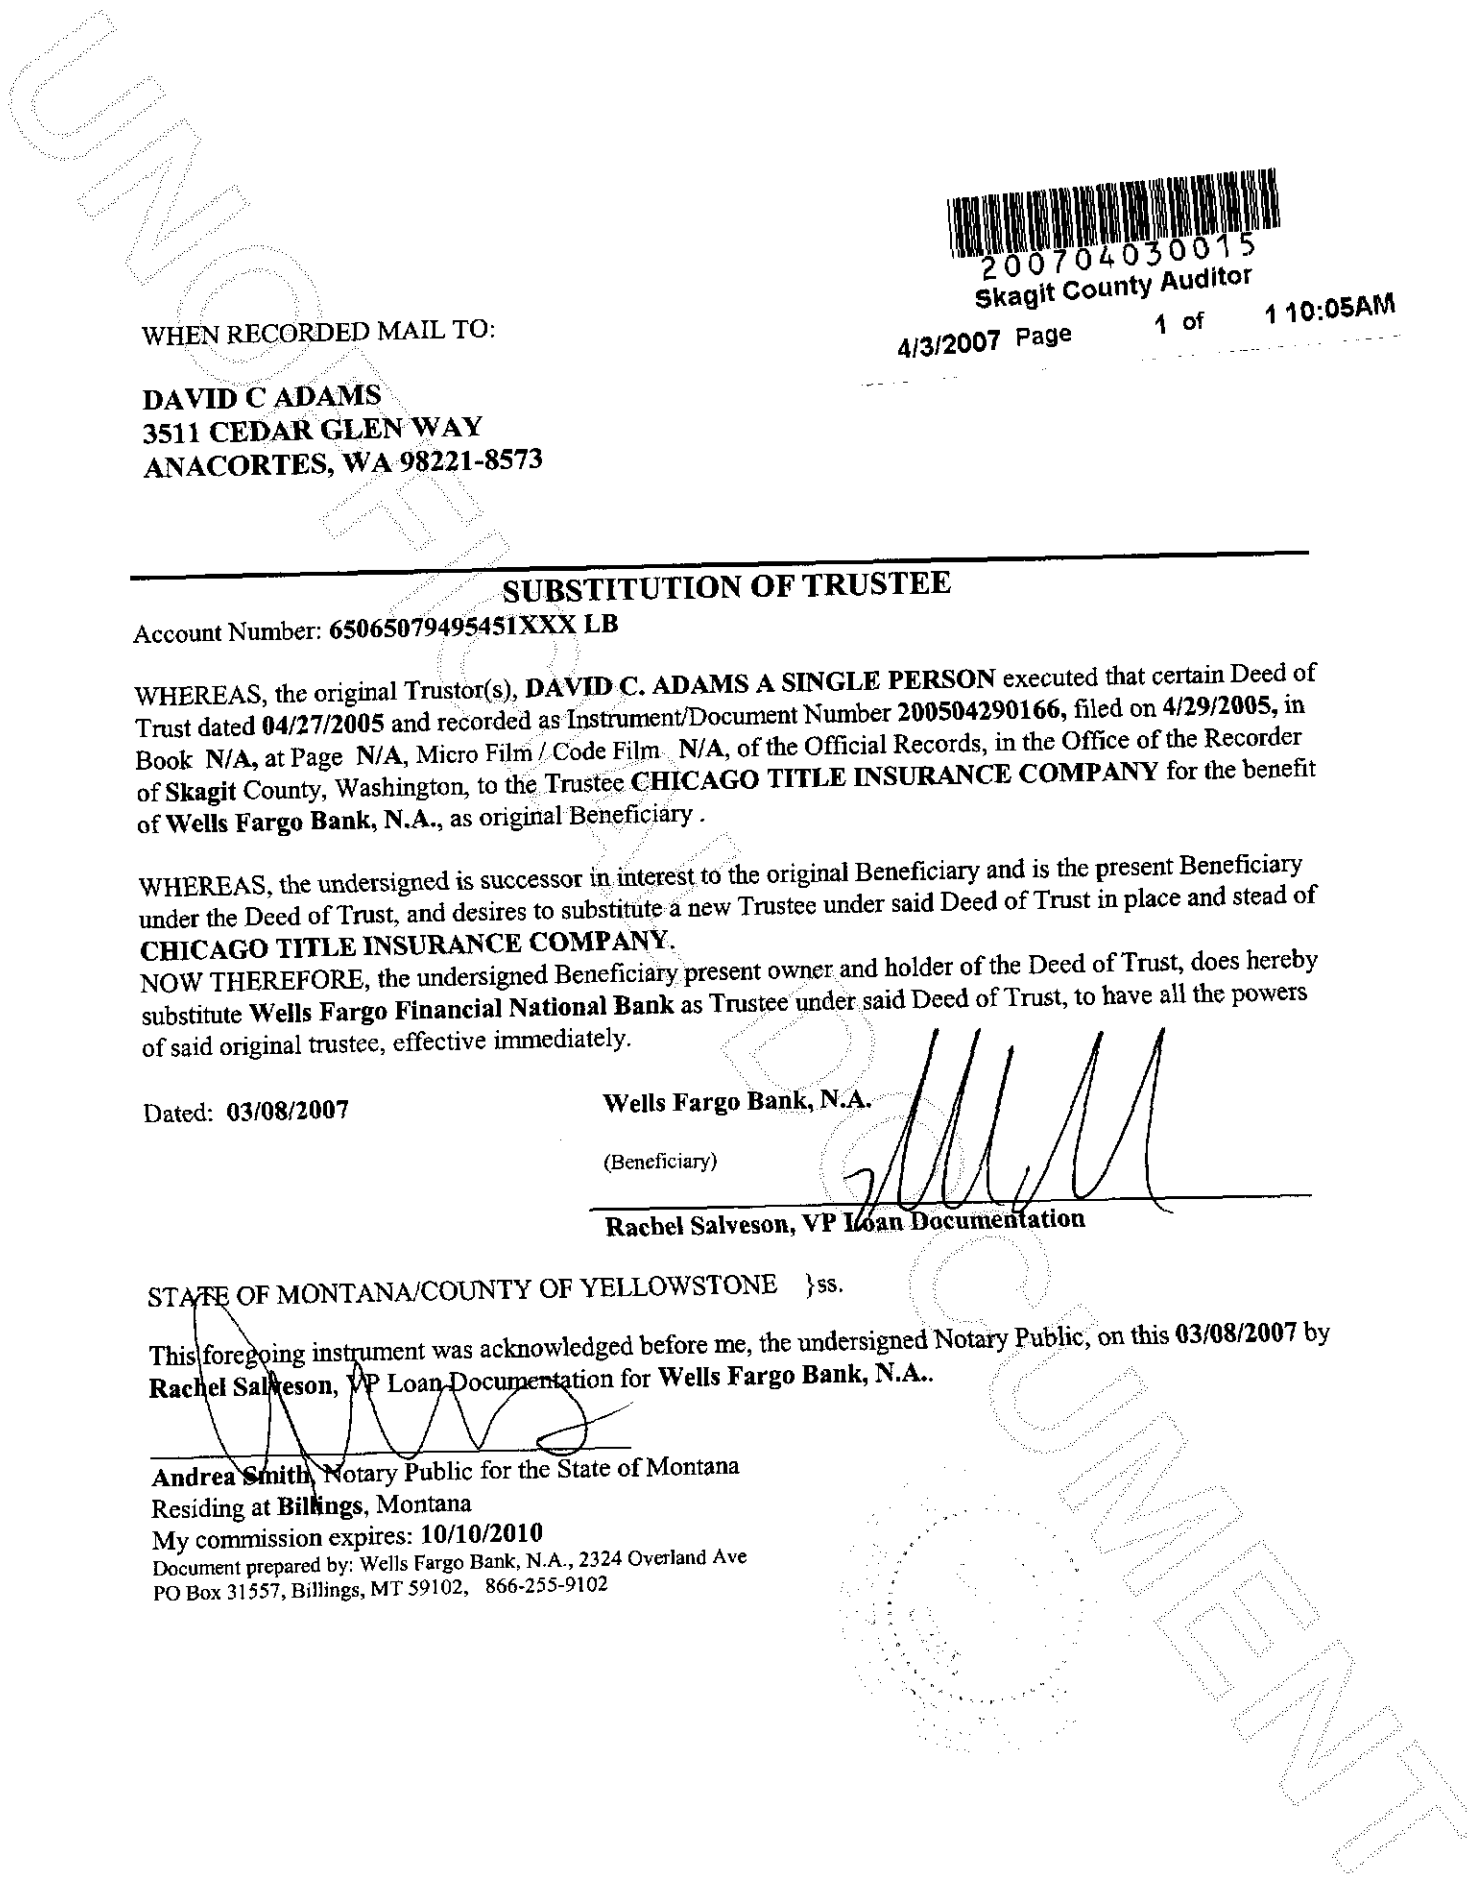 200704030015
Skagit County Auditor
4/3/2007 Page 1 of 1 10:05AM
WHEN RECORDED MAIL TO:
DAVID C ADAMS
3511 CEDAR GLEN WAY
ANACORTES, WA 98221-8573
SUBSTITUTION OF TRUSTEE
Account Number: 65065079495451XXX LB
WHEREAS, the original Trustor(s), DAVID C. ADAMS A SINGLE PERSON executed that certain Deed of
Trust dated 04/27/2005 and recorded as Instrument/Document Number 200504290166, filed on 4/29/2005, in
Book N/A, at Page N/A, Micro Film / Code Film N/A, of the Official Records, in the Office of the Recorder
of Skagit County, Washington, to the Trustee CHICAGO TITLE INSURANCE COMPANY for the benefit
of Wells Fargo Bank, N.A., as original Beneficiary .
WHEREAS, the undersigned is successor in interest to the original Beneficiary and is the present Beneficiary
under the Deed of Trust, and desires to substitute a new Trustee under said Deed of Trust in place and stead of
CHICAGO TITLE INSURANCE COMPANY.
NOW THEREFORE, the undersigned Beneficiary present owner and holder of the Deed of Trust, does hereby
substitute Wells Fargo Financial National Bank as Trustee under said Deed of Trust, to have all the powers
of said original trustee, effective immediately.
Dated: 03/08/2007
Wells Fargo Bank, N.A.
(Beneficiary)
Rachel Salveson, VP Loan Documentation
STATE OF MONTANA/COUNTY OF YELLOWSTONE }ss.
This foregoing instrument was acknowledged before me, the undersigned Notary Public, on this 03/08/2007 by
Rachel Salveson, VP Loan Documentation for Wells Fargo Bank, N.A..
Andrea Smith, Notary Public for the State of Montana
Residing at Billings, Montana
My commission expires: 10/10/2010
Document prepared by: Wells Fargo Bank, N.A., 2324 Overland Ave
PO Box 31557, Billings, MT 59102, 866-255-9102
UNOFFICIAL DOCUMENT